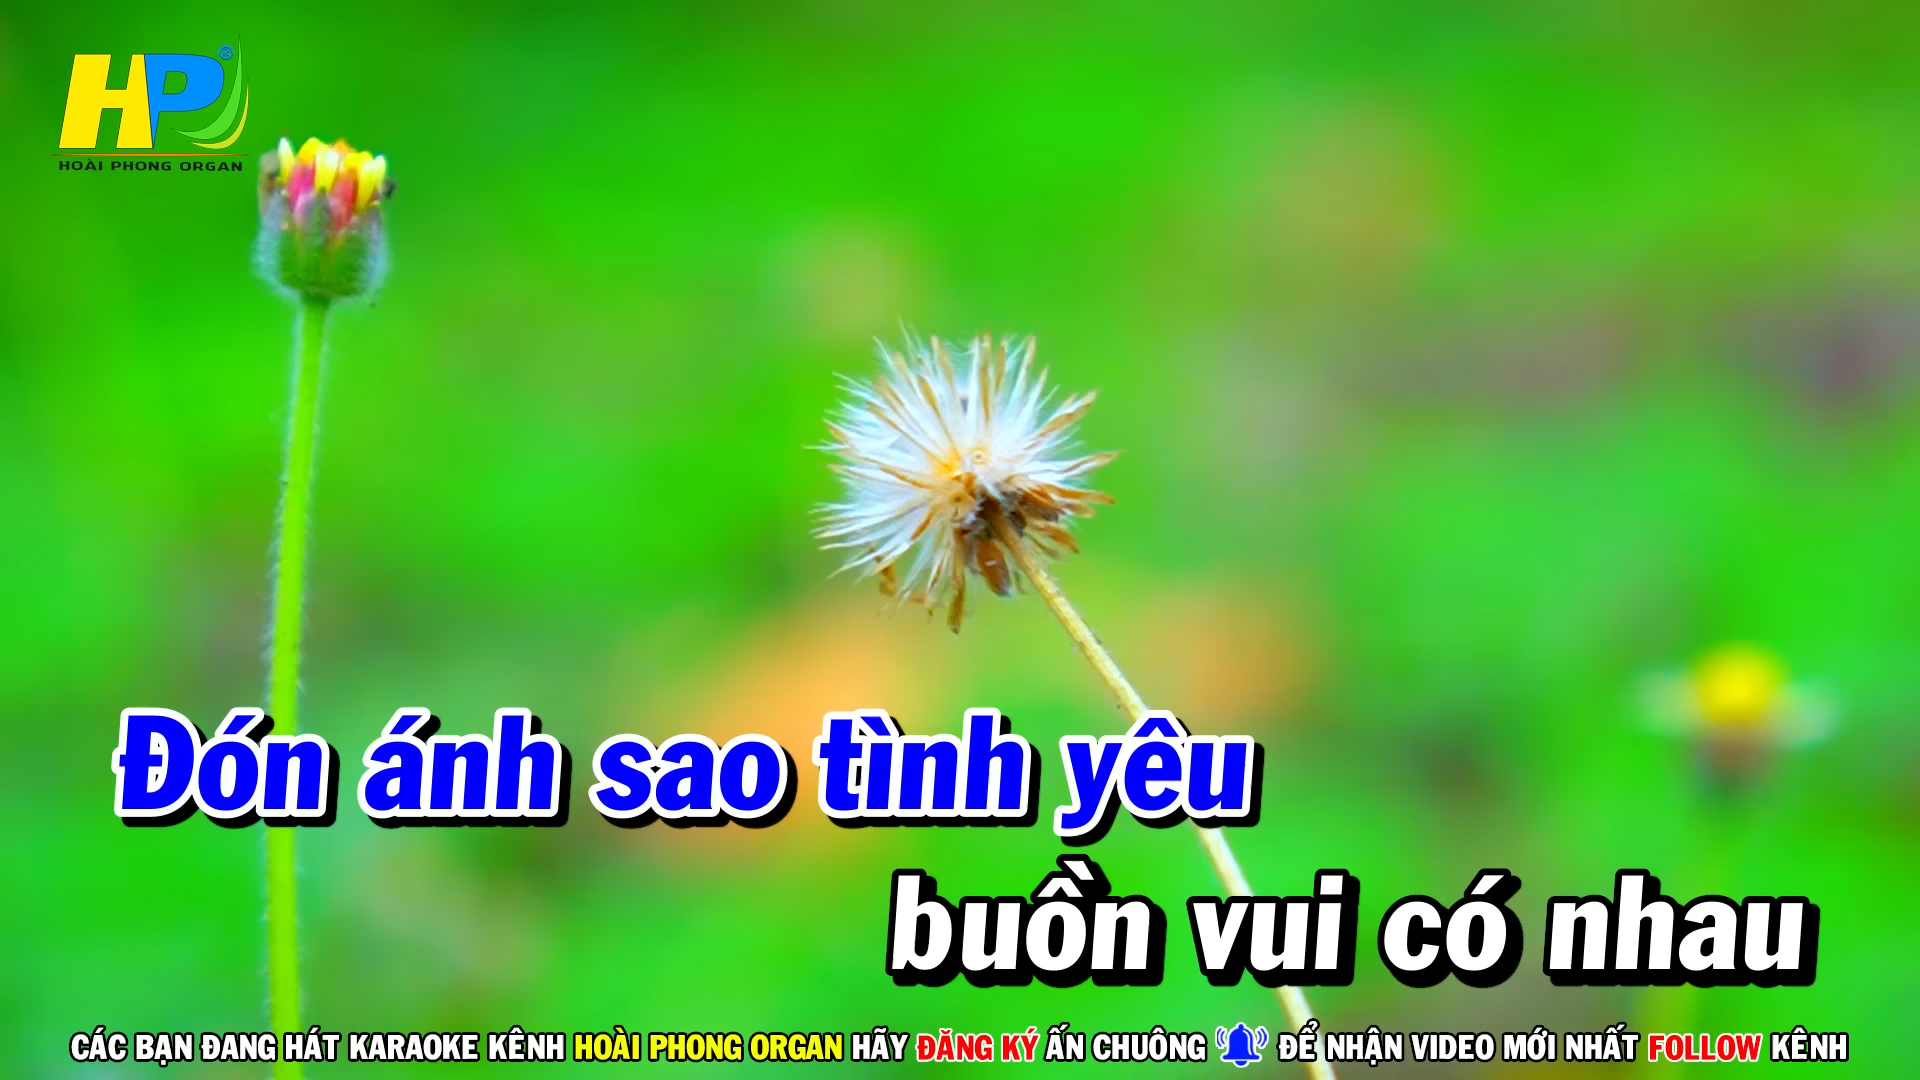 HP®
HOÀI PHONG ORGAN
Đón ánh sao tình yêu
buồn vui có nhau
CÁC BẠN ĐANG HÁT KARAOKE KÊNH HOÀI PHONG ORGAN HÃY ĐĂNG KÝ ẤN CHUÔNG ĐỂ NHẬN VIDEO MỚI NHẤT FOLLOW KÊNH